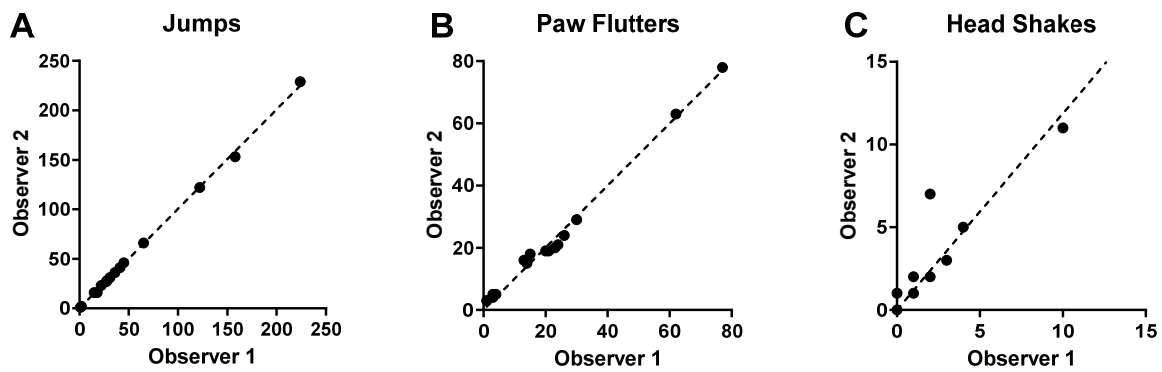 A Jumps
250
200
150
100
50
0
0 50 100 150 200 250
Observer 2
Observer 1
B Paw Flutters
80
60
40
20
0
0 20 40 60 80
Observer 2
Observer 1
C Head Shakes
15
10
5
0
0 5 10 15
Observer 2
Observer 1